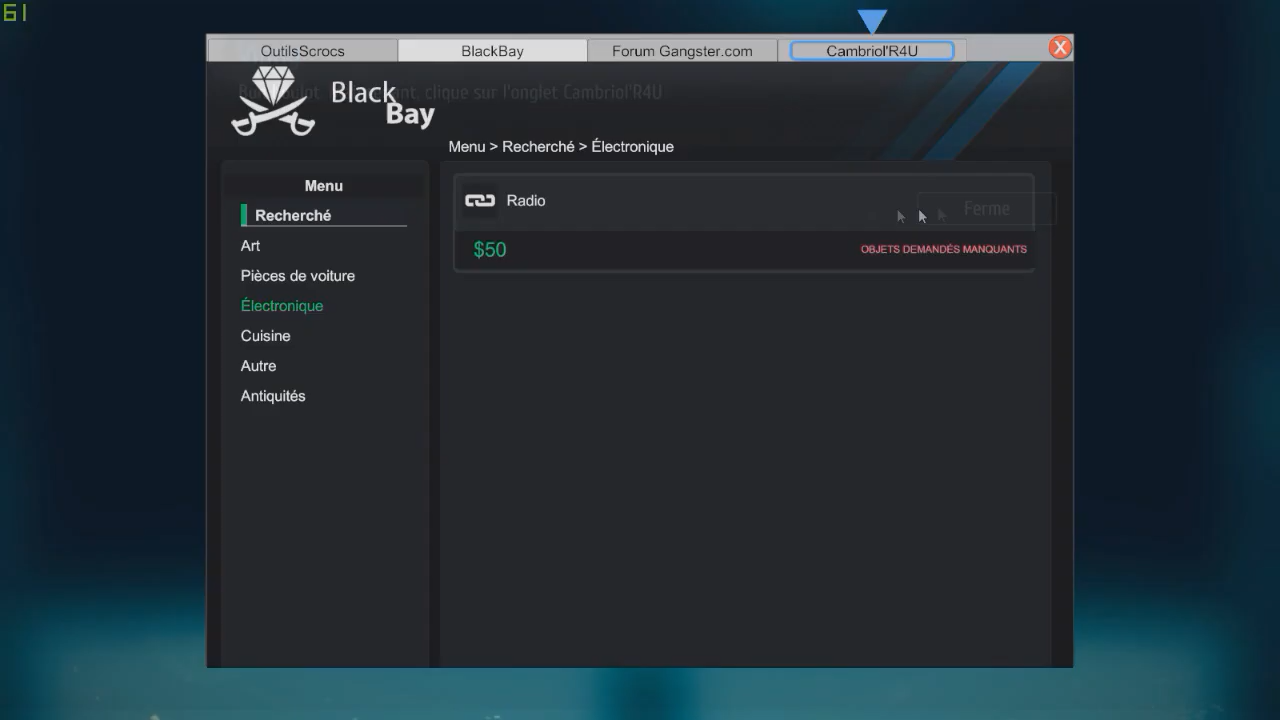 61
OutilsScrocs
BlackBay
Forum Gangster.com
Cambriol'R4U
X
clique sur l'onglet Cambriol'R4U
Black
Bay
Menu > Recherché > Électronique
Menu
Recherché
Art
Pièces de voiture
Électronique
Cuisine
Autre
Antiquités
Radio
Ferme
$50
OBJETS DEMANDÉS MANQUANTS